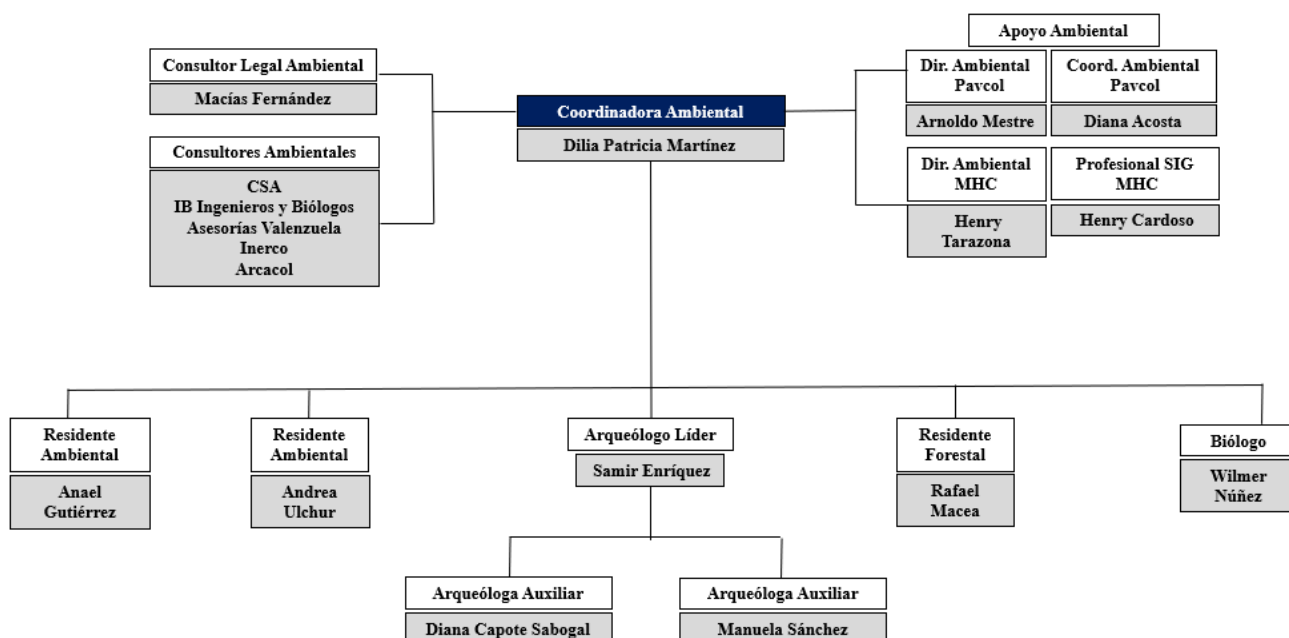 Apoyo Ambiental
Consultor Legal Ambiental
Macías Fernández
Consultores Ambientales
CSA
IB Ingenieros y Biólogos
Asesorías Valenzuela
Inerco
Arcacol
Coordinadora Ambiental
Dilia Patricia Martínez
Dir. Ambiental
Pavcol
Arnoldo Mestre
Coord. Ambiental
Pavcol
Diana Acosta
Dir. Ambiental
MHC
Henry
Tarazona
Profesional SIG
MHC
Henry Cardoso
Residente
Ambiental
Anael
Gutiérrez
Residente
Ambiental
Andrea
Ulchur
Arqueólogo Líder
Samir Enríquez
Residente
Forestal
Rafael
Macea
Biólogo
Wilmer
Núñez
Arqueóloga Auxiliar
Diana Capote Sabogal
Arqueóloga Auxiliar
Manuela Sánchez